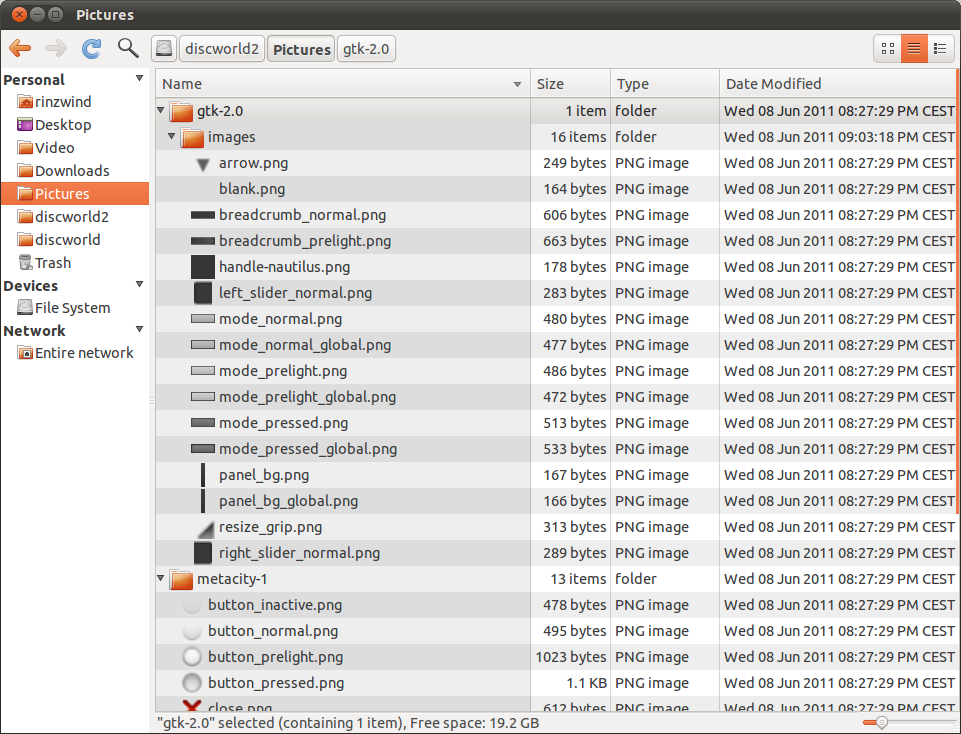 Pictures
discworld2 Pictures gtk-2.0
Personal
rinzwind
Desktop
Video
Downloads
Pictures
discworld2
discworld
Trash
Devices
File System
Network
Entire network
Name Size Type Date Modified
gtk-2.0 1 item folder Wed 08 Jun 2011 08:27:29 PM CEST
images 16 items folder Wed 08 Jun 2011 09:03:18 PM CEST
arrow.png 249 bytes PNG image Wed 08 Jun 2011 08:27:29 PM CEST
blank.png 164 bytes PNG image Wed 08 Jun 2011 08:27:29 PM CEST
breadcrumb_normal.png 606 bytes PNG image Wed 08 Jun 2011 08:27:29 PM CEST
breadcrumb_prelight.png 663 bytes PNG image Wed 08 Jun 2011 08:27:29 PM CEST
handle-nautilus.png 178 bytes PNG image Wed 08 Jun 2011 08:27:29 PM CEST
left_slider_normal.png 283 bytes PNG image Wed 08 Jun 2011 08:27:29 PM CEST
mode_normal.png 480 bytes PNG image Wed 08 Jun 2011 08:27:29 PM CEST
mode_normal_global.png 477 bytes PNG image Wed 08 Jun 2011 08:27:29 PM CEST
mode_prelight.png 486 bytes PNG image Wed 08 Jun 2011 08:27:29 PM CEST
mode_prelight_global.png 472 bytes PNG image Wed 08 Jun 2011 08:27:29 PM CEST
mode_pressed.png 513 bytes PNG image Wed 08 Jun 2011 08:27:29 PM CEST
mode_pressed_global.png 533 bytes PNG image Wed 08 Jun 2011 08:27:29 PM CEST
panel_bg.png 167 bytes PNG image Wed 08 Jun 2011 08:27:29 PM CEST
panel_bg_global.png 166 bytes PNG image Wed 08 Jun 2011 08:27:29 PM CEST
resize_grip.png 313 bytes PNG image Wed 08 Jun 2011 08:27:29 PM CEST
right_slider_normal.png 289 bytes PNG image Wed 08 Jun 2011 08:27:29 PM CEST
metacity-1 13 items folder Wed 08 Jun 2011 08:27:29 PM CEST
button_inactive.png 478 bytes PNG image Wed 08 Jun 2011 08:27:29 PM CEST
button_normal.png 495 bytes PNG image Wed 08 Jun 2011 08:27:29 PM CEST
button_prelight.png 1023 bytes PNG image Wed 08 Jun 2011 08:27:29 PM CEST
button_pressed.png 1.1 KB PNG image Wed 08 Jun 2011 08:27:29 PM CEST
close.png 612 bytes PNG image Wed 08 Jun 2011 08:27:29 PM CEST
"gtk-2.0" selected (containing 1 item), Free space: 19.2 GB